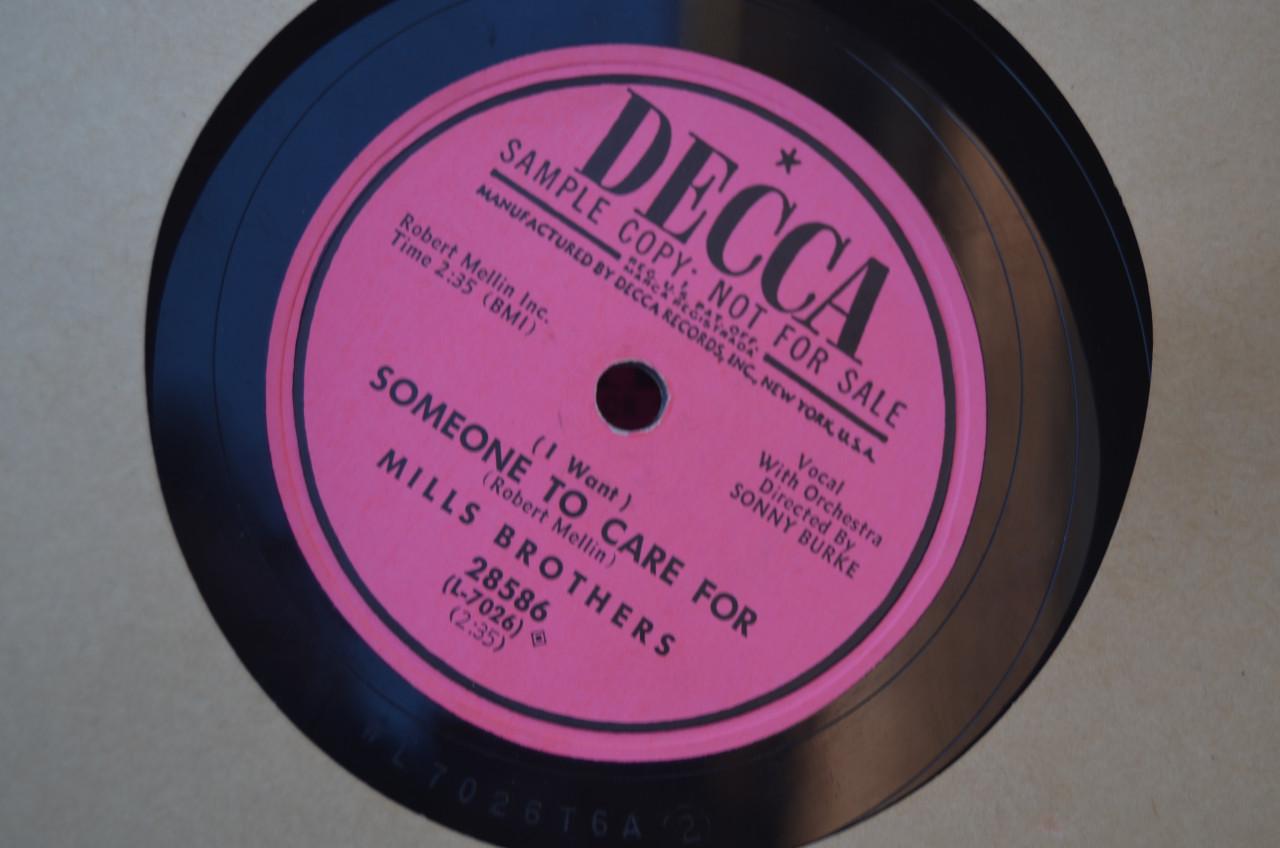 DECCA
SAMPLE COPY· NOT FOR SALE
REG. U.S. PAT. OFF.
MARCA REGISTRADA
MANUFACTURED BY DECCA RECORDS, INC., NEW YORK, U.S.A.
Robert Mellin Inc.
Time 2:35 (BMI)
Vocal
With Orchestra
Directed By
SONNY BURKE
(I Want)
SOMEONE TO CARE FOR
(Robert Mellin)
MILLS BROTHERS
28586
(L-7026)
(2:35)
L 7026T6A 2